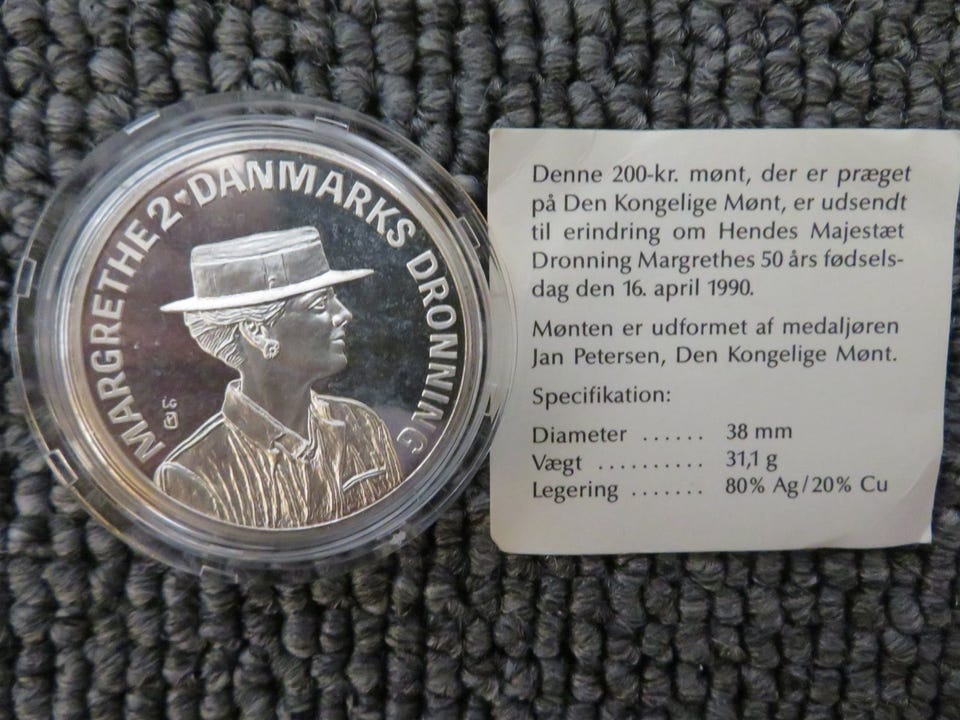 MARGRETHE 2 ♥ DANMARKS DRONNING
Denne 200-kr. mønt, der er præget
på Den Kongelige Mønt, er udsendt
til erindring om Hendes Majestæt
Dronning Margrethes 50 års fødsels-
dag den 16. april 1990.
Mønten er udformet af medaljøren
Jan Petersen, Den Kongelige Mønt.
Specifikation:
Diameter ...... 38 mm
Vægt .......... 31,1 g
Legering ....... 80% Ag/20% Cu